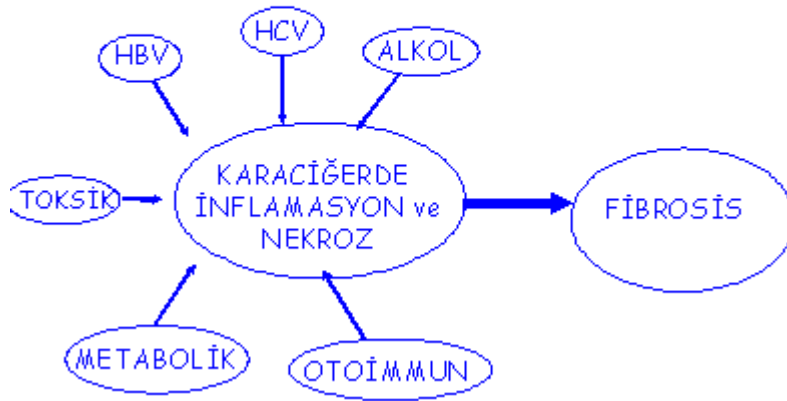 HCV
HBV
ALKOL
KARACİĞERDE
İNFLAMASYON ve
NEKROZ
TOKSİK
FİBROSİS
METABOLİK
OTOİMMUN